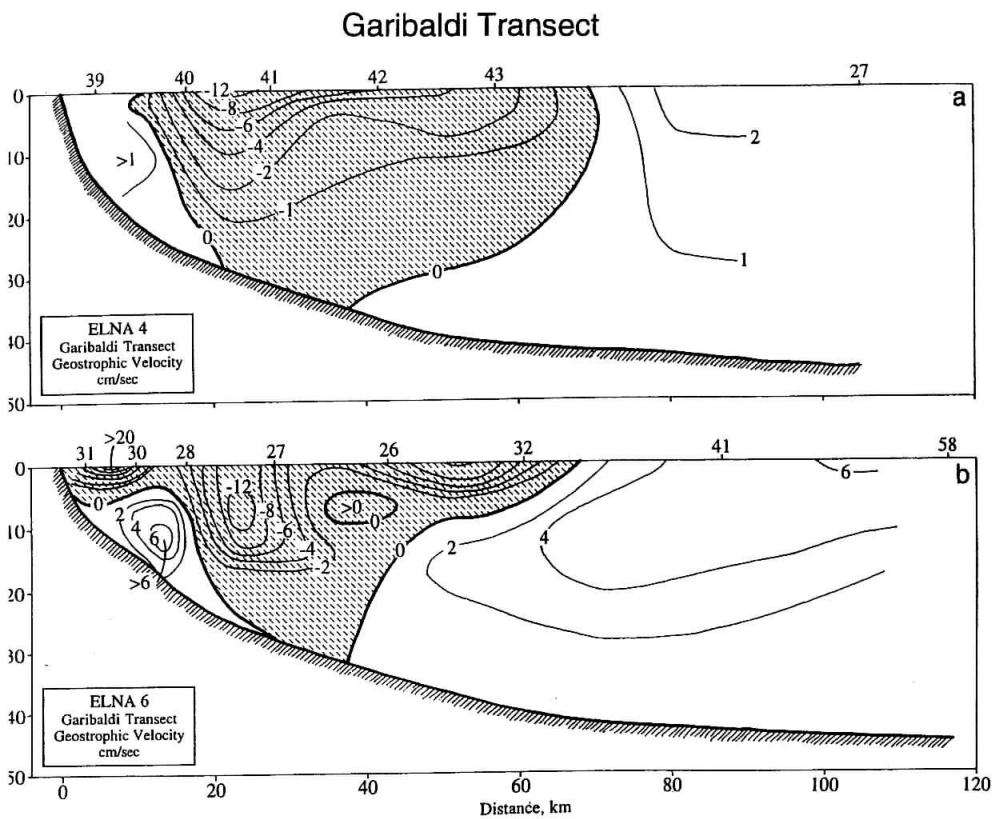 Garibaldi Transect
39 40 41 42 43 27
a
0
10
20
30
40
50
-12
-8
-6
-4
-2
-1
0
0
>1
2
1
ELNA 4
Garibaldi Transect
Geostrophic Velocity
cm/sec
>20
31 30 28 27 26 32 41 58
b
0
10
20
30
40
50
0
2
4
6
>6
-12
-8
-6
-4
-2
>0
0
0
2
4
6
ELNA 6
Garibaldi Transect
Geostrophic Velocity
cm/sec
0 20 40 60 80 100 120
Distance, km